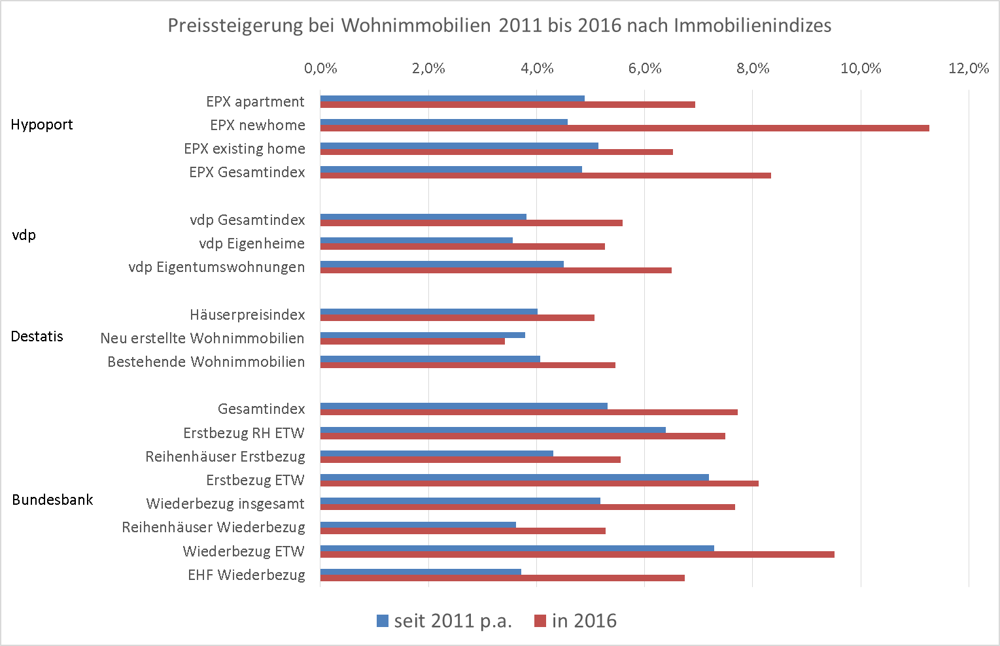 Preissteigerung bei Wohnimmobilien 2011 bis 2016 nach Immobilienindizes
0,0% 2,0% 4,0% 6,0% 8,0% 10,0% 12,0%
Hypoport
EPX apartment
EPX newhome
EPX existing home
EPX Gesamtindex
vdp
vdp Gesamtindex
vdp Eigenheime
vdp Eigentumswohnungen
Destatis
Häuserpreisindex
Neu erstellte Wohnimmobilien
Bestehende Wohnimmobilien
Bundesbank
Gesamtindex
Erstbezug RH ETW
Reihenhäuser Erstbezug
Erstbezug ETW
Wiederbezug insgesamt
Reihenhäuser Wiederbezug
Wiederbezug ETW
EHF Wiederbezug
seit 2011 p.a. in 2016